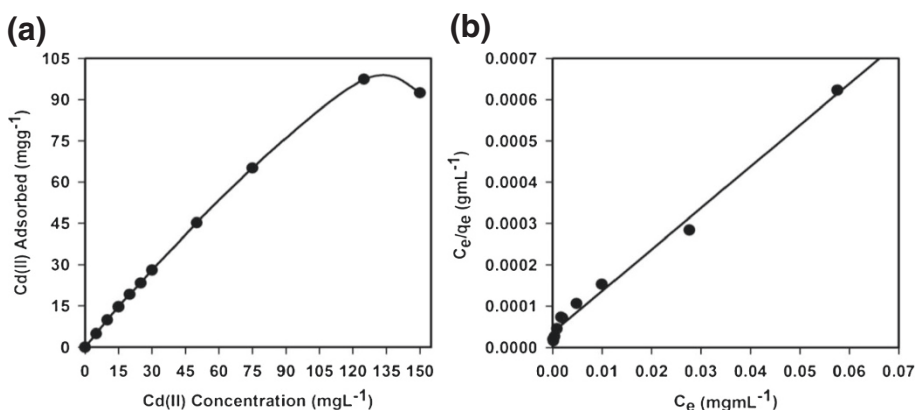 (a)
Cd(II) Adsorbed (mgg-1)
105
90
75
60
45
30
15
0
0 15 30 45 60 75 90 105 120 135 150
Cd(II) Concentration (mgL-1)
(b)
Ce/qe (gmL-1)
0.0007
0.0006
0.0005
0.0004
0.0003
0.0002
0.0001
0.0000
0.00 0.01 0.02 0.03 0.04 0.05 0.06 0.07
Ce (mgmL-1)